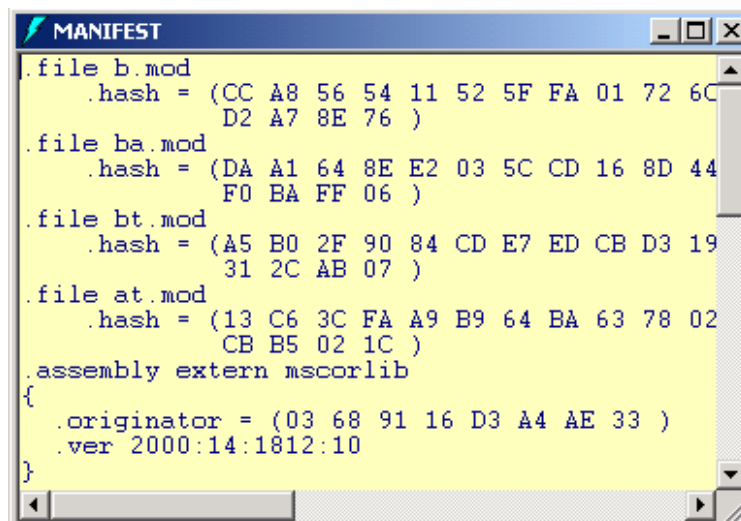 MANIFEST
.file b.mod
.hash = (CC A8 56 54 11 52 5F FA 01 72 6C
D2 A7 8E 76 )
.file ba.mod
.hash = (DA A1 64 8E E2 03 5C CD 16 8D 44
F0 BA FF 06 )
.file bt.mod
.hash = (A5 B0 2F 90 84 CD E7 ED CB D3 19
31 2C AB 07 )
.file at.mod
.hash = (13 C6 3C FA A9 B9 64 BA 63 78 02
CB B5 02 1C )
.assembly extern mscorlib
{
.originator = (03 68 91 16 D3 A4 AE 33 )
.ver 2000:14:1812:10
}